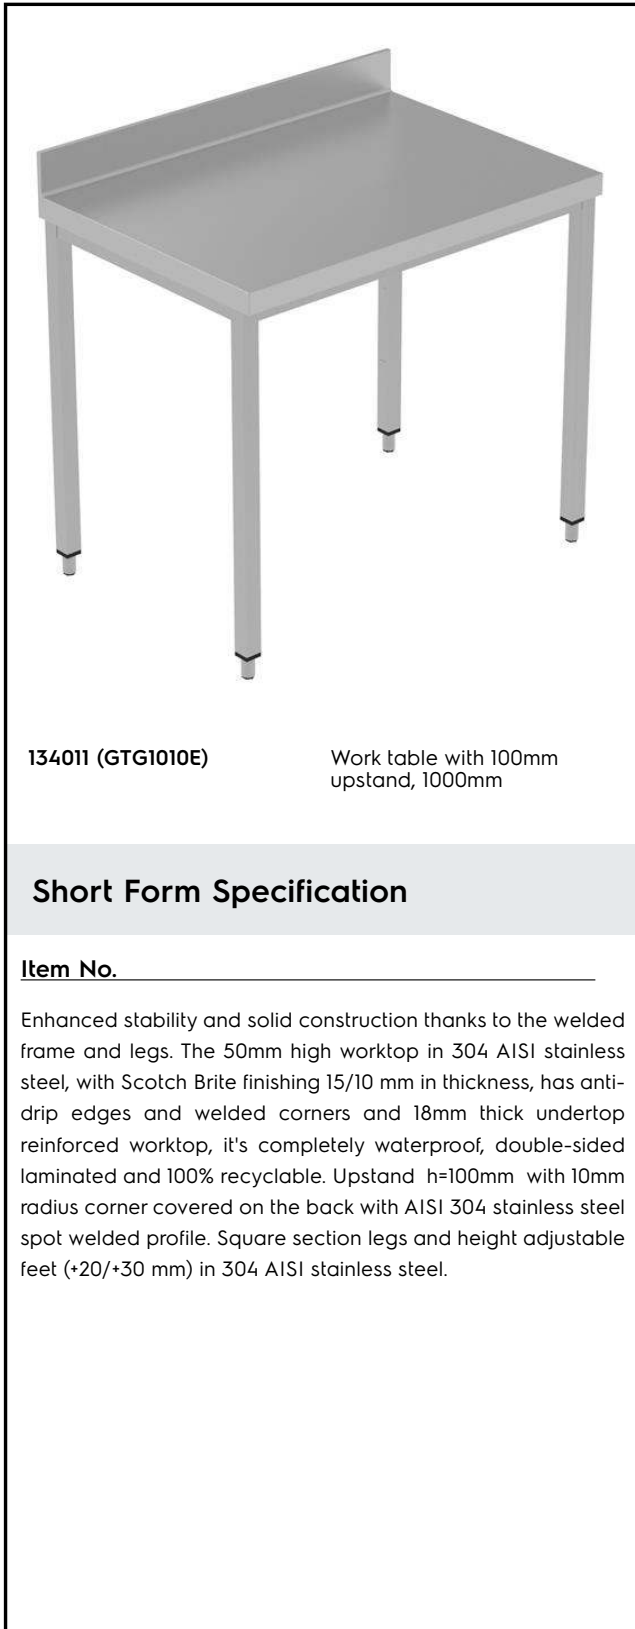 134011 (GTG1010E)
Work table with 100mm
upstand, 1000mm
Short Form Specification
Item No.
Enhanced stability and solid construction thanks to the welded
frame and legs. The 50mm high worktop in 304 AISI stainless
steel, with Scotch Brite finishing 15/10 mm in thickness, has anti-
drip edges and welded corners and 18mm thick undertop
reinforced worktop, it's completely waterproof, double-sided
laminated and 100% recyclable. Upstand  h=100mm  with 10mm
radius corner covered on the back with AISI 304 stainless steel
spot welded profile. Square section legs and height adjustable
feet (+20/+30 mm) in 304 AISI stainless steel.